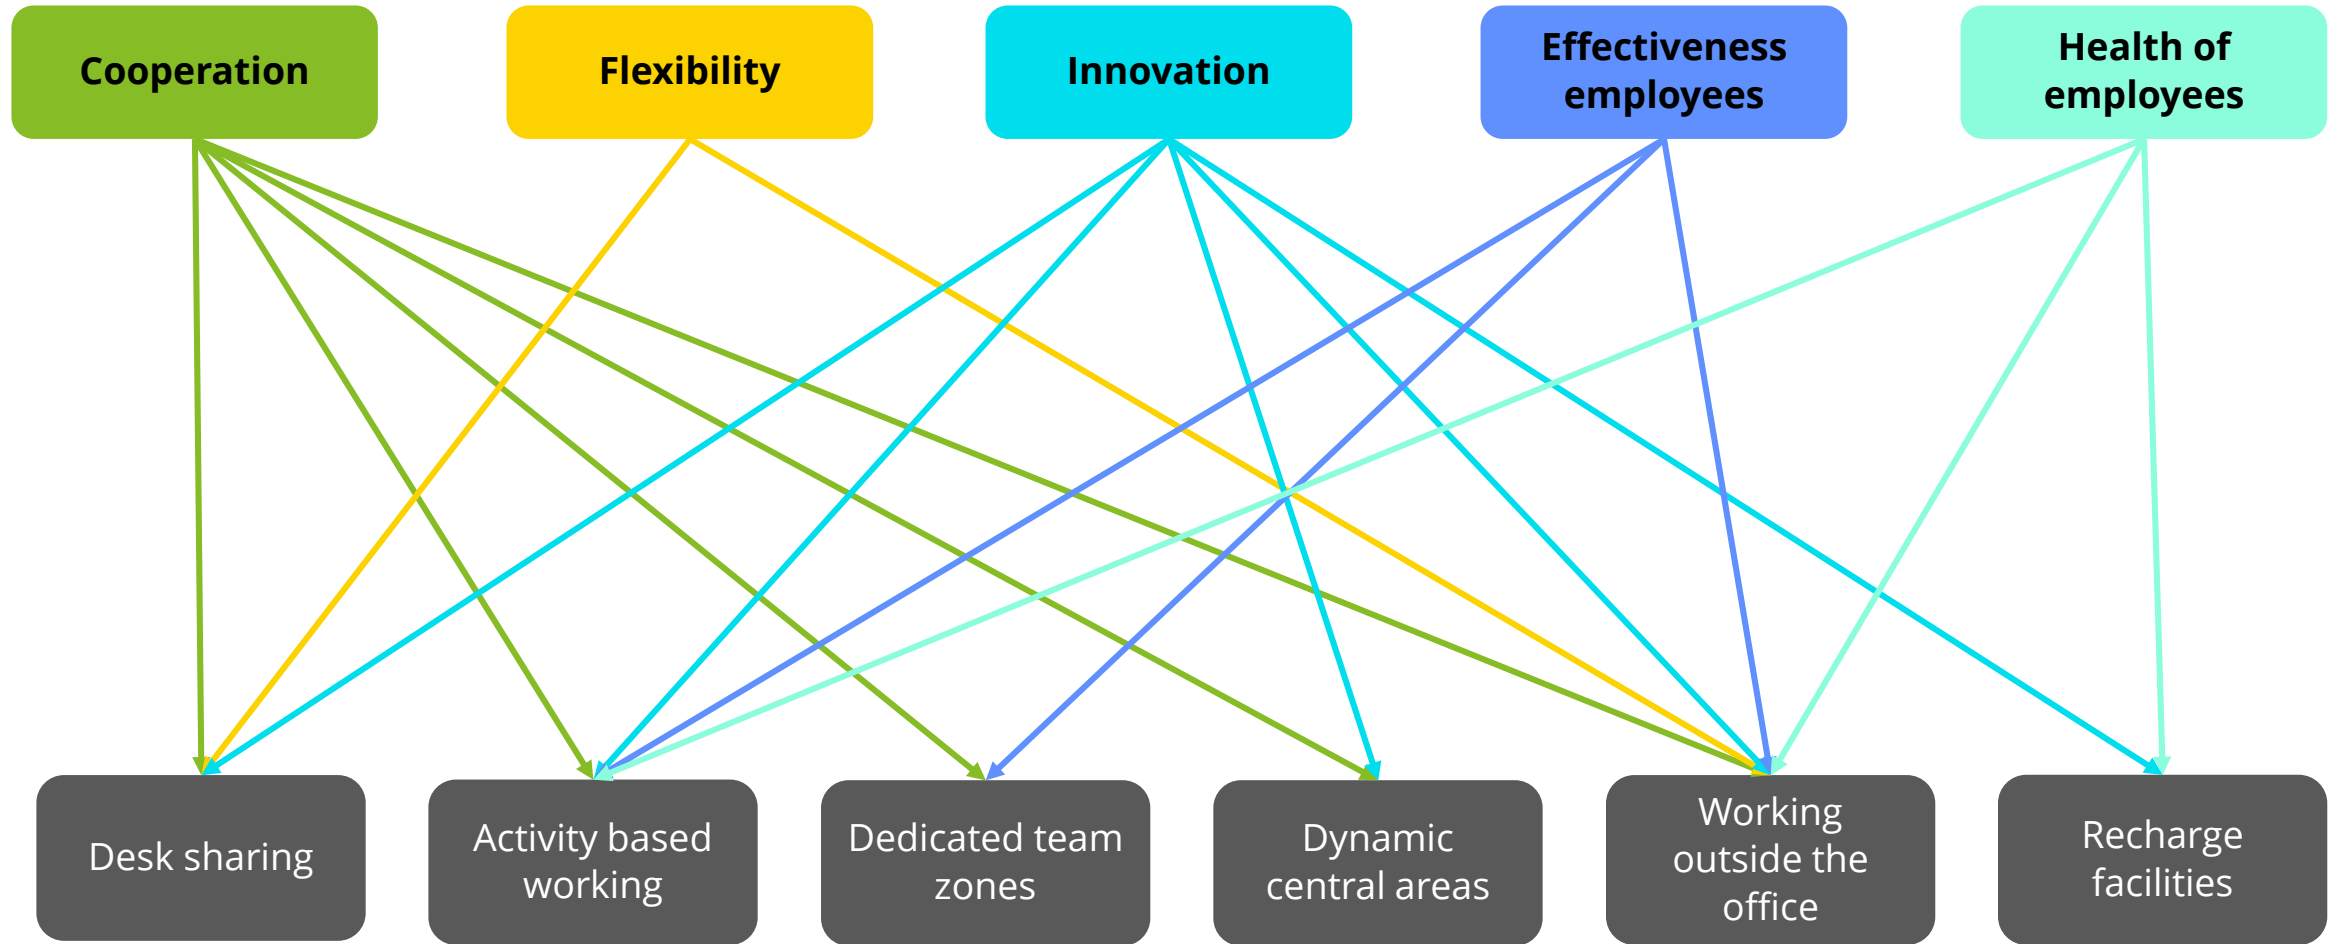 Cooperation
Flexibility
Innovation
Effectiveness
employees
Health of
employees
Desk sharing
Activity based
working
Dedicated team
zones
Dynamic
central areas
Working
outside the
office
Recharge
facilities